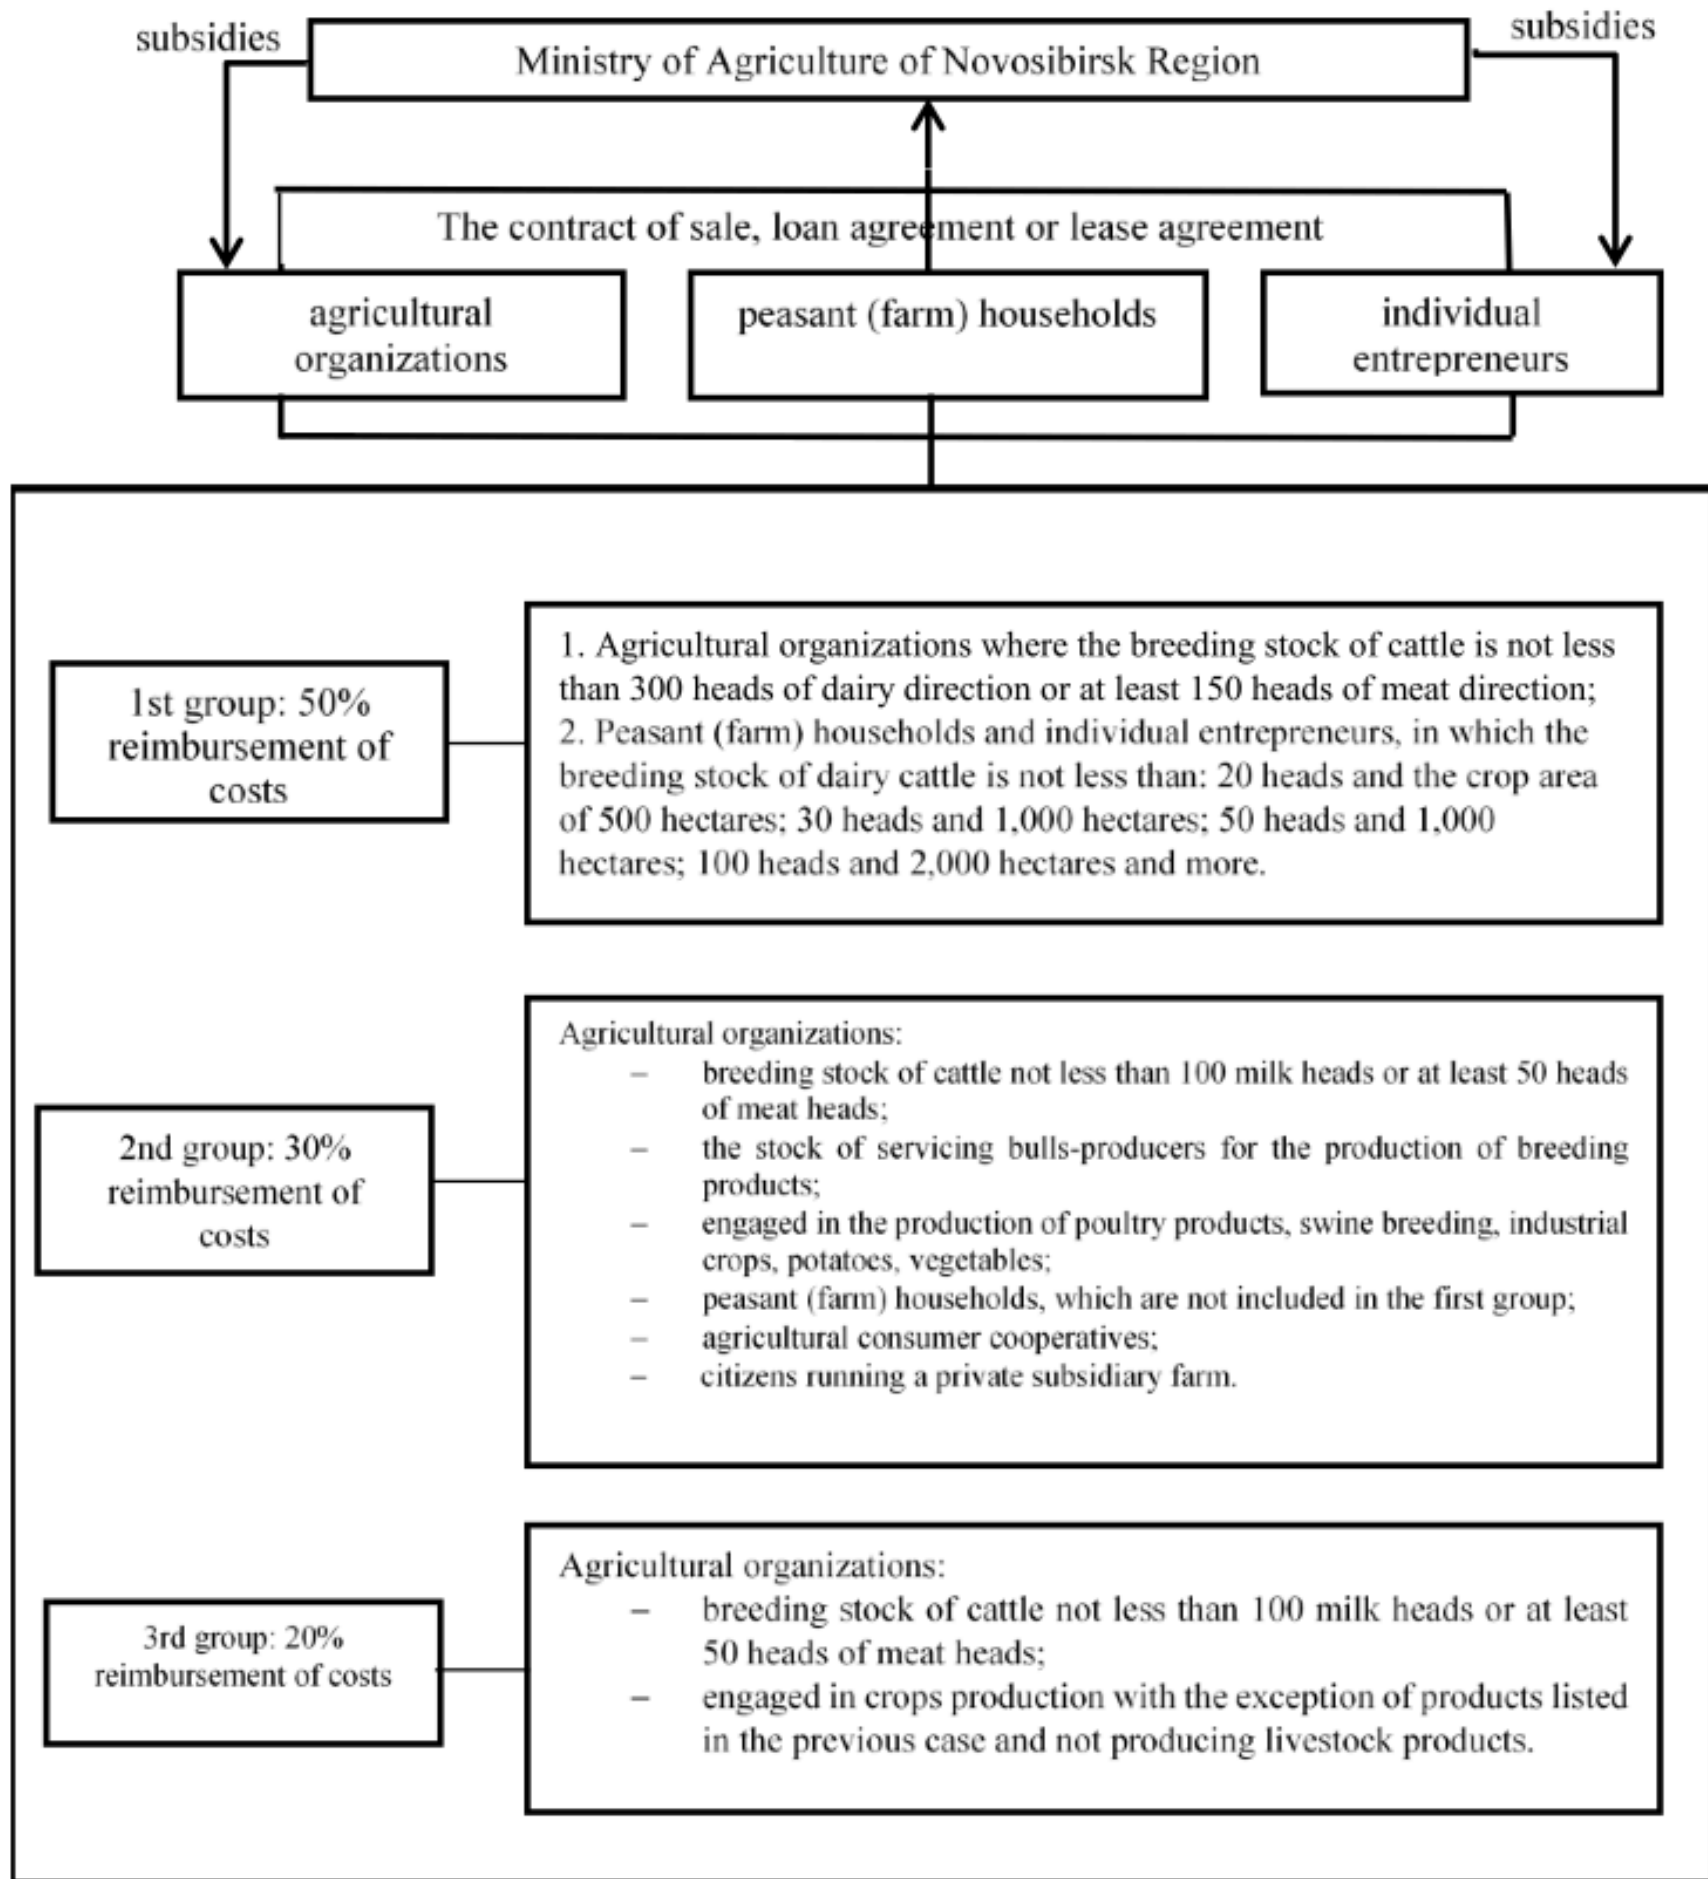 subsidies
subsidies
Ministry of Agriculture of Novosibirsk Region
The contract of sale, loan agreement or lease agreement
agricultural
organizations
peasant (farm) households
individual
entrepreneurs
1st group: 50%
reimbursement of
costs
1. Agricultural organizations where the breeding stock of cattle is not less
than 300 heads of dairy direction or at least 150 heads of meat direction;
2. Peasant (farm) households and individual entrepreneurs, in which the
breeding stock of dairy cattle is not less than: 20 heads and the crop area
of 500 hectares; 30 heads and 1,000 hectares; 50 heads and 1,000
hectares; 100 heads and 2,000 hectares and more.
2nd group: 30%
reimbursement of
costs
Agricultural organizations:
– breeding stock of cattle not less than 100 milk heads or at least 50 heads
of meat heads;
– the stock of servicing bulls-producers for the production of breeding
products;
– engaged in the production of poultry products, swine breeding, industrial
crops, potatoes, vegetables;
– peasant (farm) households, which are not included in the first group;
– agricultural consumer cooperatives;
– citizens running a private subsidiary farm.
3rd group: 20%
reimbursement of costs
Agricultural organizations:
– breeding stock of cattle not less than 100 milk heads or at least
50 heads of meat heads;
– engaged in crops production with the exception of products listed
in the previous case and not producing livestock products.